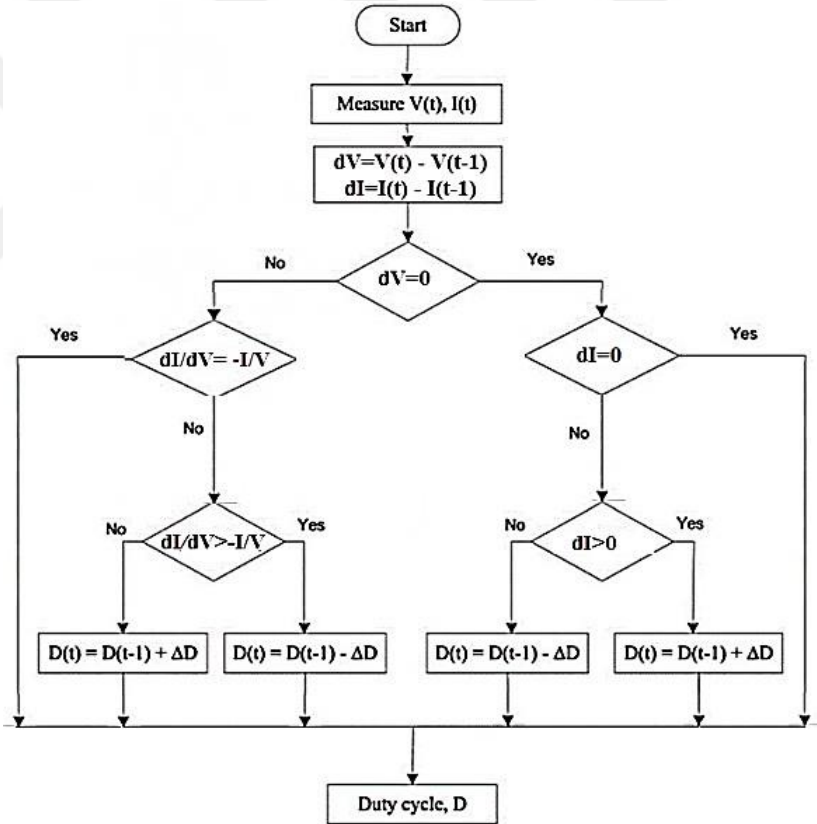 Start
Measure V(t), I(t)
dV=V(t) - V(t-1)
dI=I(t) - I(t-1)
No
Yes
dV=0
Yes
dI/dV= -I/V
dI=0
Yes
No
No
No
dI/dV>-I/V
Yes
No
dI>0
Yes
D(t) = D(t-1) + ΔD
D(t) = D(t-1) - ΔD
D(t) = D(t-1) - ΔD
D(t) = D(t-1) + ΔD
Duty cycle, D